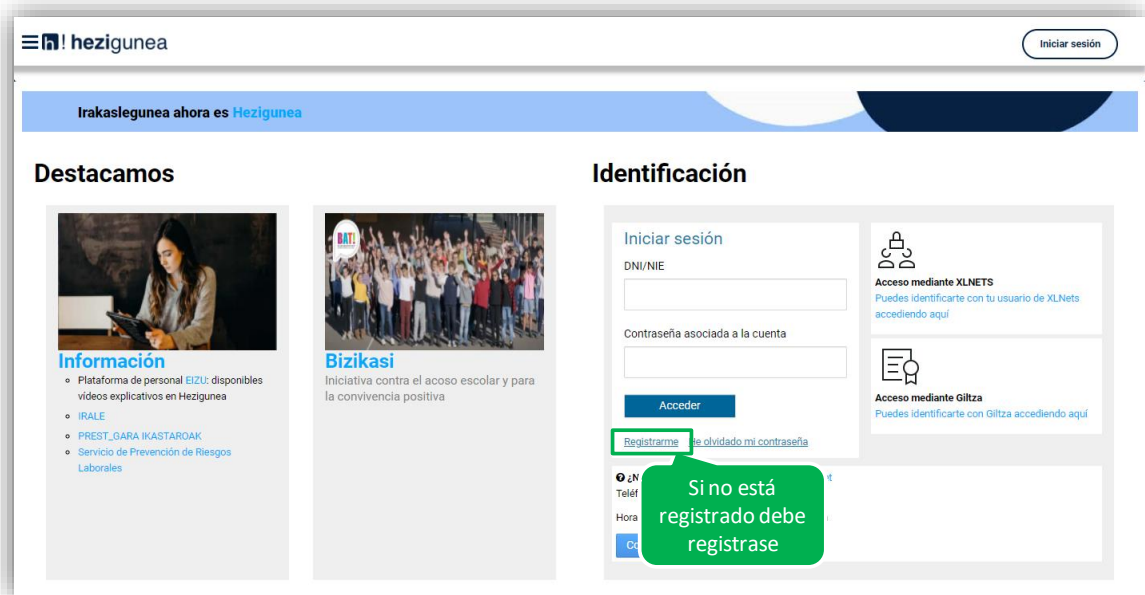 h! hezigunea
Iniciar sesión
Irakaslegunea ahora es Hezigunea
Destacamos
Información
Plataforma de personal EIZU: disponibles
vídeos explicativos en Hezigunea
IRALE
PREST_GARA IKASTAROAK
Servicio de Prevención de Riesgos
Laborales
BAT!
Bizikasi
Iniciativa contra el acoso escolar y para
la convivencia positiva
Identificación
Iniciar sesión
DNI/NIE
Contraseña asociada a la cuenta
Acceder
Registrarme He olvidado mi contraseña
Acceso mediante XLNETS
Puedes identificarte con tu usuario de XLNets
accediendo aquí
Acceso mediante Giltza
Puedes identificarte con Giltza accediendo aquí
Hora
Si no está
registrado debe
registrase